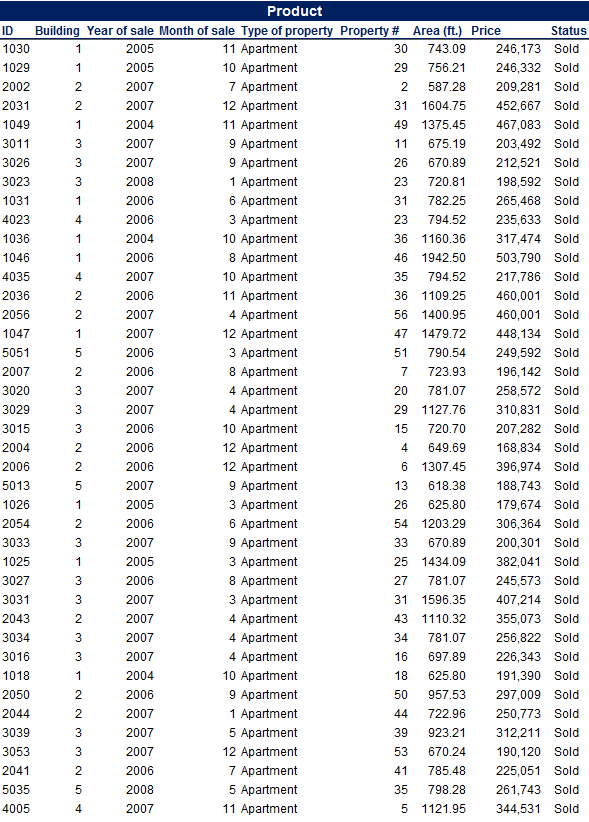 Product
ID Building Year of sale Month of sale Type of property Property # Area (ft.) Price Status
1030 1 2005 11 Apartment 30 743.09 246,173 Sold
1029 1 2005 10 Apartment 29 756.21 246,332 Sold
2002 2 2007 7 Apartment 2 587.28 209,281 Sold
2031 2 2007 12 Apartment 31 1604.75 452,667 Sold
1049 1 2004 11 Apartment 49 1375.45 467,083 Sold
3011 3 2007 9 Apartment 11 675.19 203,492 Sold
3026 3 2007 9 Apartment 26 670.89 212,521 Sold
3023 3 2008 1 Apartment 23 720.81 198,592 Sold
1031 1 2006 6 Apartment 31 782.25 265,468 Sold
4023 4 2006 3 Apartment 23 794.52 235,633 Sold
1036 1 2004 10 Apartment 36 1160.36 317,474 Sold
1046 1 2006 8 Apartment 46 1942.50 503,790 Sold
4035 4 2007 10 Apartment 35 794.52 217,786 Sold
2036 2 2006 11 Apartment 36 1109.25 460,001 Sold
2056 2 2007 4 Apartment 56 1400.95 460,001 Sold
1047 1 2007 12 Apartment 47 1479.72 448,134 Sold
5051 5 2006 3 Apartment 51 790.54 249,592 Sold
2007 2 2006 8 Apartment 7 723.93 196,142 Sold
3020 3 2007 4 Apartment 20 781.07 258,572 Sold
3029 3 2007 4 Apartment 29 1127.76 310,831 Sold
3015 3 2006 10 Apartment 15 720.70 207,282 Sold
2004 2 2006 12 Apartment 4 649.69 168,834 Sold
2006 2 2006 12 Apartment 6 1307.45 396,974 Sold
5013 5 2007 9 Apartment 13 618.38 188,743 Sold
1026 1 2005 3 Apartment 26 625.80 179,674 Sold
2054 2 2006 6 Apartment 54 1203.29 306,364 Sold
3033 3 2007 9 Apartment 33 670.89 200,301 Sold
1025 1 2005 3 Apartment 25 1434.09 382,041 Sold
3027 3 2006 8 Apartment 27 781.07 245,573 Sold
3031 3 2007 3 Apartment 31 1596.35 407,214 Sold
2043 2 2007 4 Apartment 43 1110.32 355,073 Sold
3034 3 2007 4 Apartment 34 781.07 256,822 Sold
3016 3 2007 4 Apartment 16 697.89 226,343 Sold
1018 1 2004 10 Apartment 18 625.80 191,390 Sold
2050 2 2006 9 Apartment 50 957.53 297,009 Sold
2044 2 2007 1 Apartment 44 722.96 250,773 Sold
3039 3 2007 5 Apartment 39 923.21 312,211 Sold
3053 3 2007 12 Apartment 53 670.24 190,120 Sold
2041 2 2006 7 Apartment 41 785.48 225,051 Sold
5035 5 2008 5 Apartment 35 798.28 261,743 Sold
4005 4 2007 11 Apartment 5 1121.95 344,531 Sold